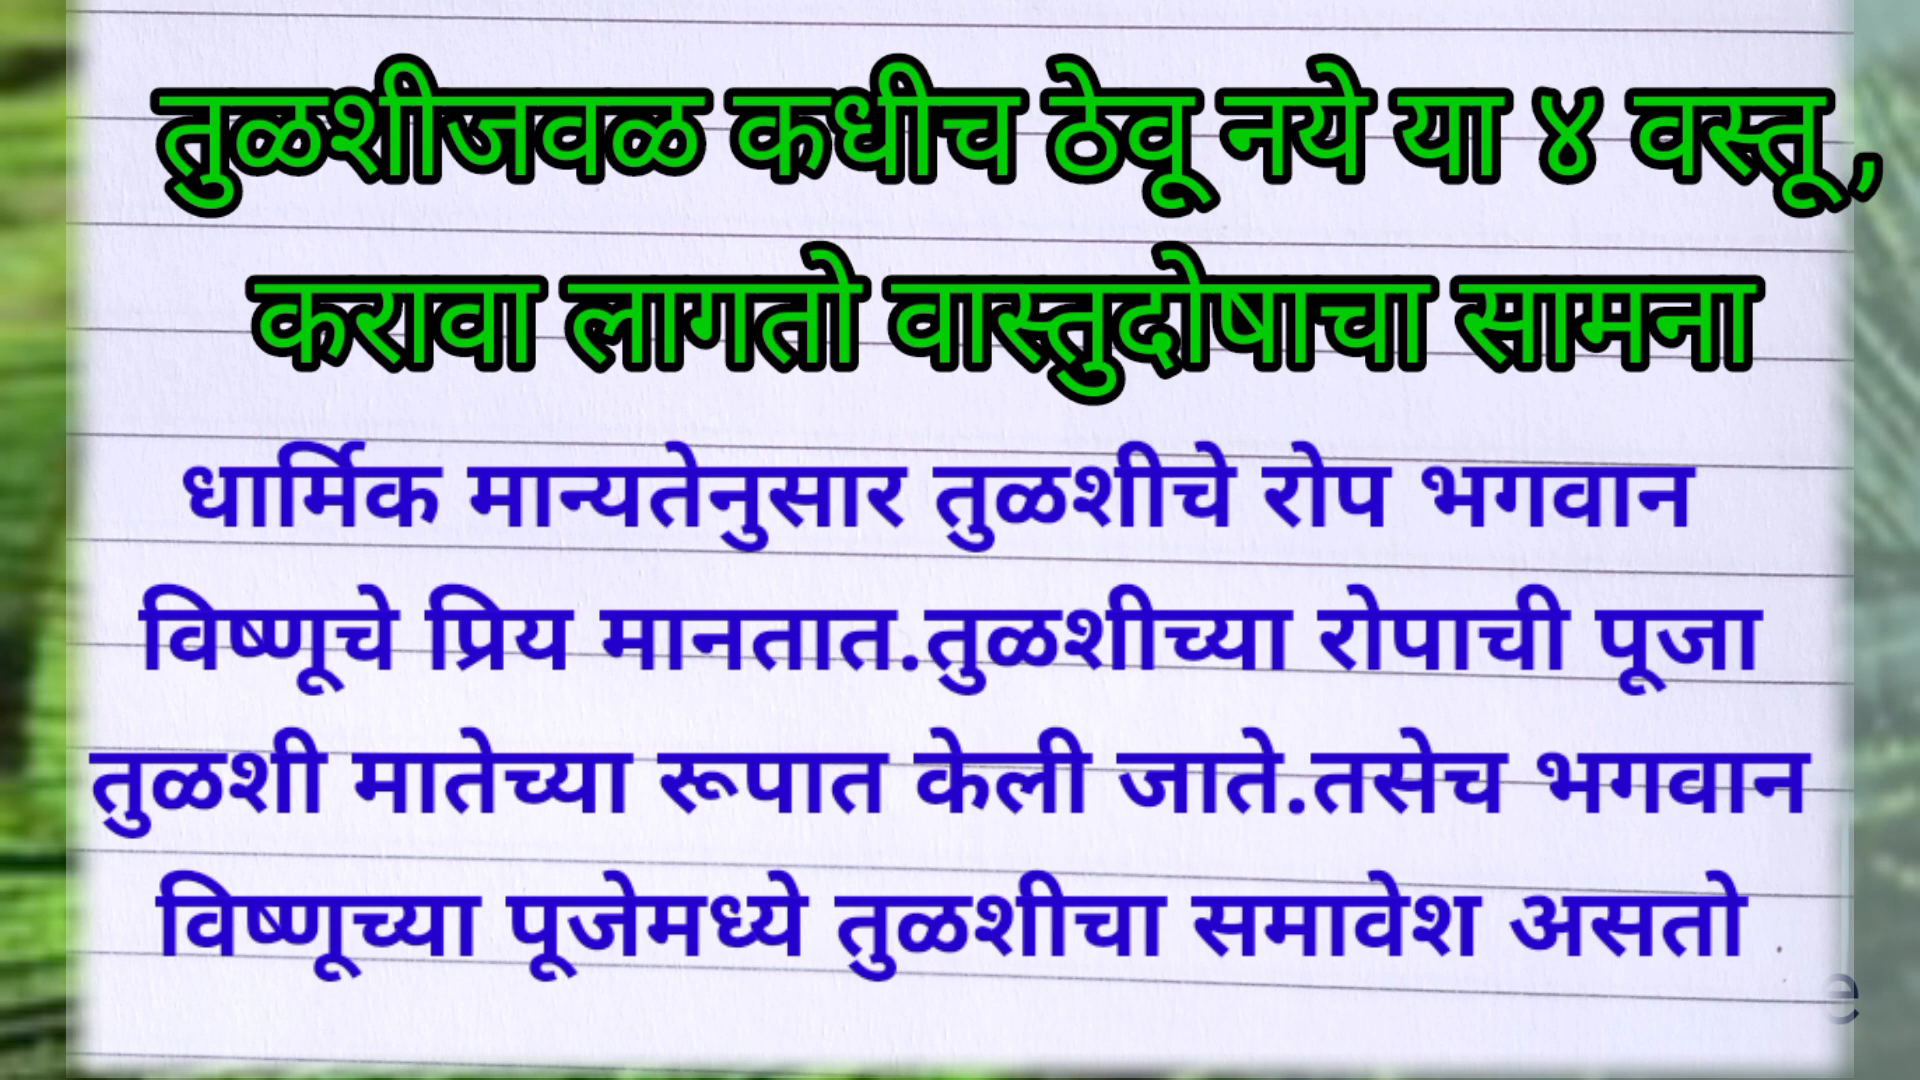 तुळशीजवळ कधीच ठेवू नये या ४ वस्तू ,
करावा लागतो वास्तुदोषाचा सामना
धार्मिक मान्यतेनुसार तुळशीचे रोप भगवान
विष्णूचे प्रिय मानतात.तुळशीच्या रोपाची पूजा
तुळशी मातेच्या रूपात केली जाते.तसेच भगवान
विष्णूच्या पूजेमध्ये तुळशीचा समावेश असतो
e